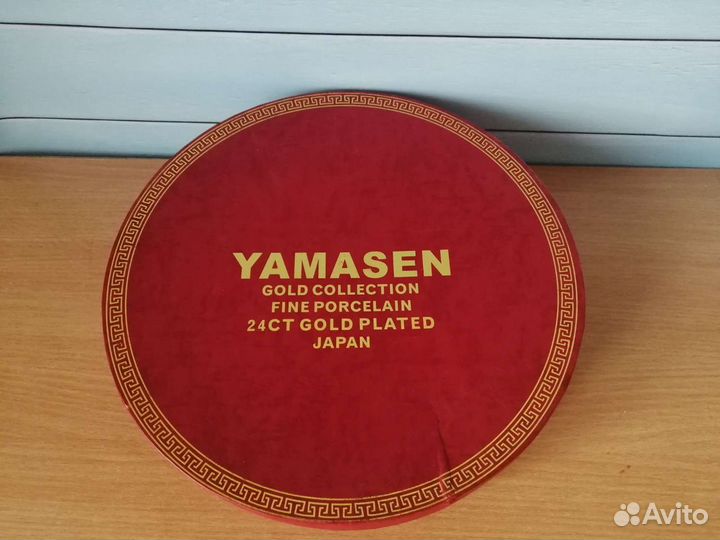 YAMASEN
GOLD COLLECTION
FINE PORCELAIN
24CT GOLD PLATED
JAPAN
Avito